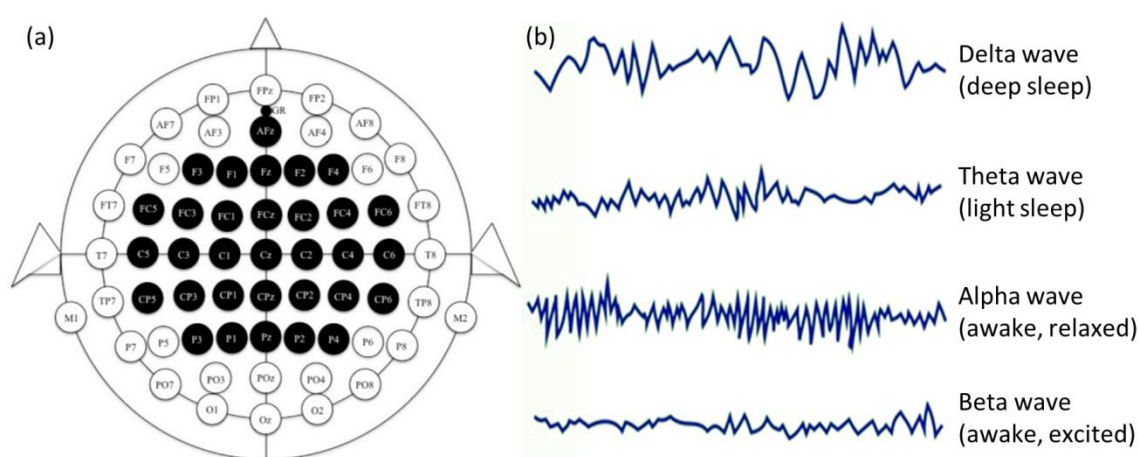 (a)
FPz
FP1 FP2
GR
AF7 AF3 AFz AF4 AF8
F7 F5 F3 F1 Fz F2 F4 F6 F8
FT7 FC5 FC3 FC1 FCz FC2 FC4 FC6 FT8
T7 C5 C3 C1 Cz C2 C4 C6 T8
TP7 CP5 CP3 CP1 CPz CP2 CP4 CP6 TP8
M1 M2
P7 P5 P3 P1 Pz P2 P4 P6 P8
PO7 PO3 POz PO4 PO8
O1 Oz O2
(b)
Delta wave
(deep sleep)
Theta wave
(light sleep)
Alpha wave
(awake, relaxed)
Beta wave
(awake, excited)